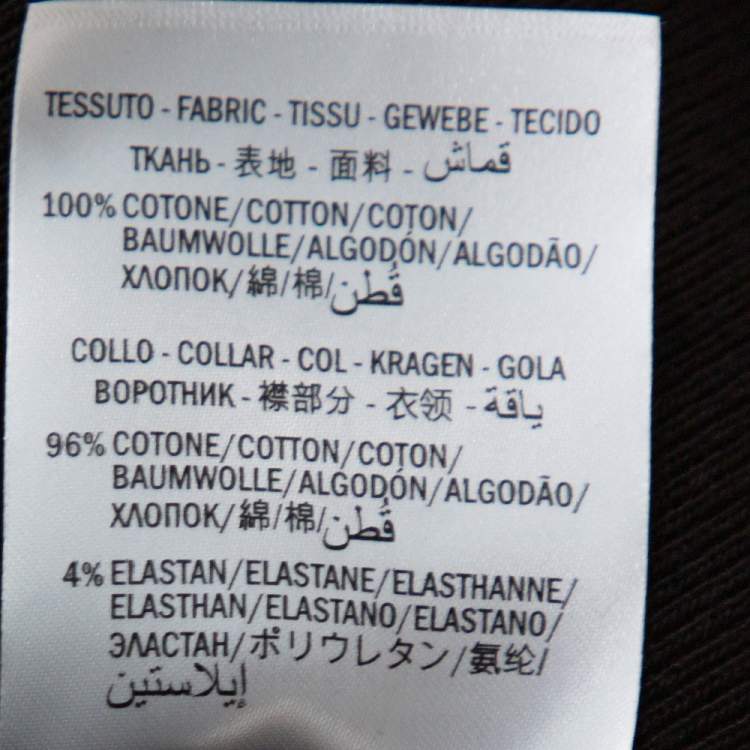 TESSUTO - FABRIC - TISSU - GEWEBE - TECIDO
ТКАНЬ - 表地 - 面料 - قماش
100% COTONE/COTTON/COTON/
BAUMWOLLE/ALGODÓN/ALGODÃO/
ХЛОПОК/綿/棉/قُطن
COLLO - COLLAR - COL - KRAGEN - GOLA
ВОРОТНИК - 襟部分 - 衣领 - ياقة
96% COTONE/COTTON/COTON/
BAUMWOLLE/ALGODÓN/ALGODÃO/
ХЛОПОК/綿/棉/قُطن
4% ELASTAN/ELASTANE/ELASTHANNE/
ELASTHAN/ELASTANO/ELASTANO/
ЭЛАСТАН/ポリウレタン/氨纶/
إيلاستين